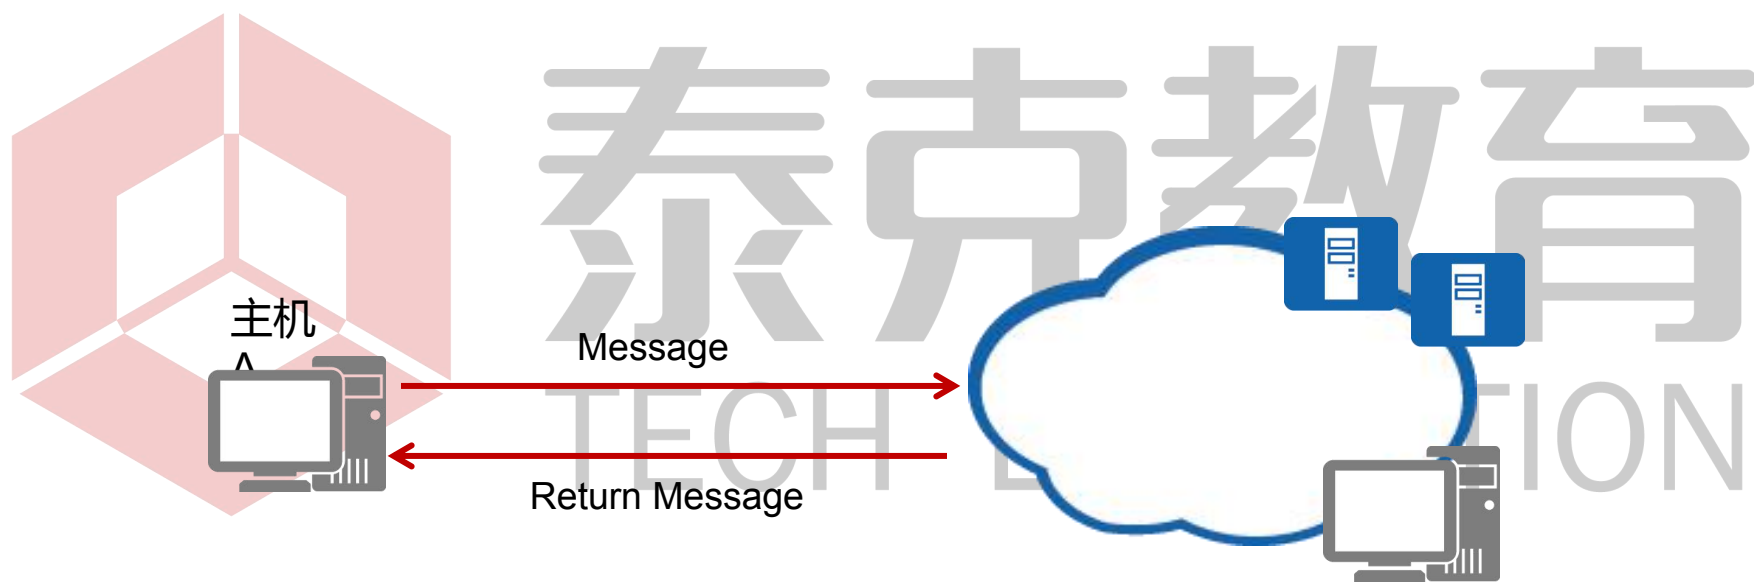 泰克教育
主机
A
Message
TECH E TION
Return Message